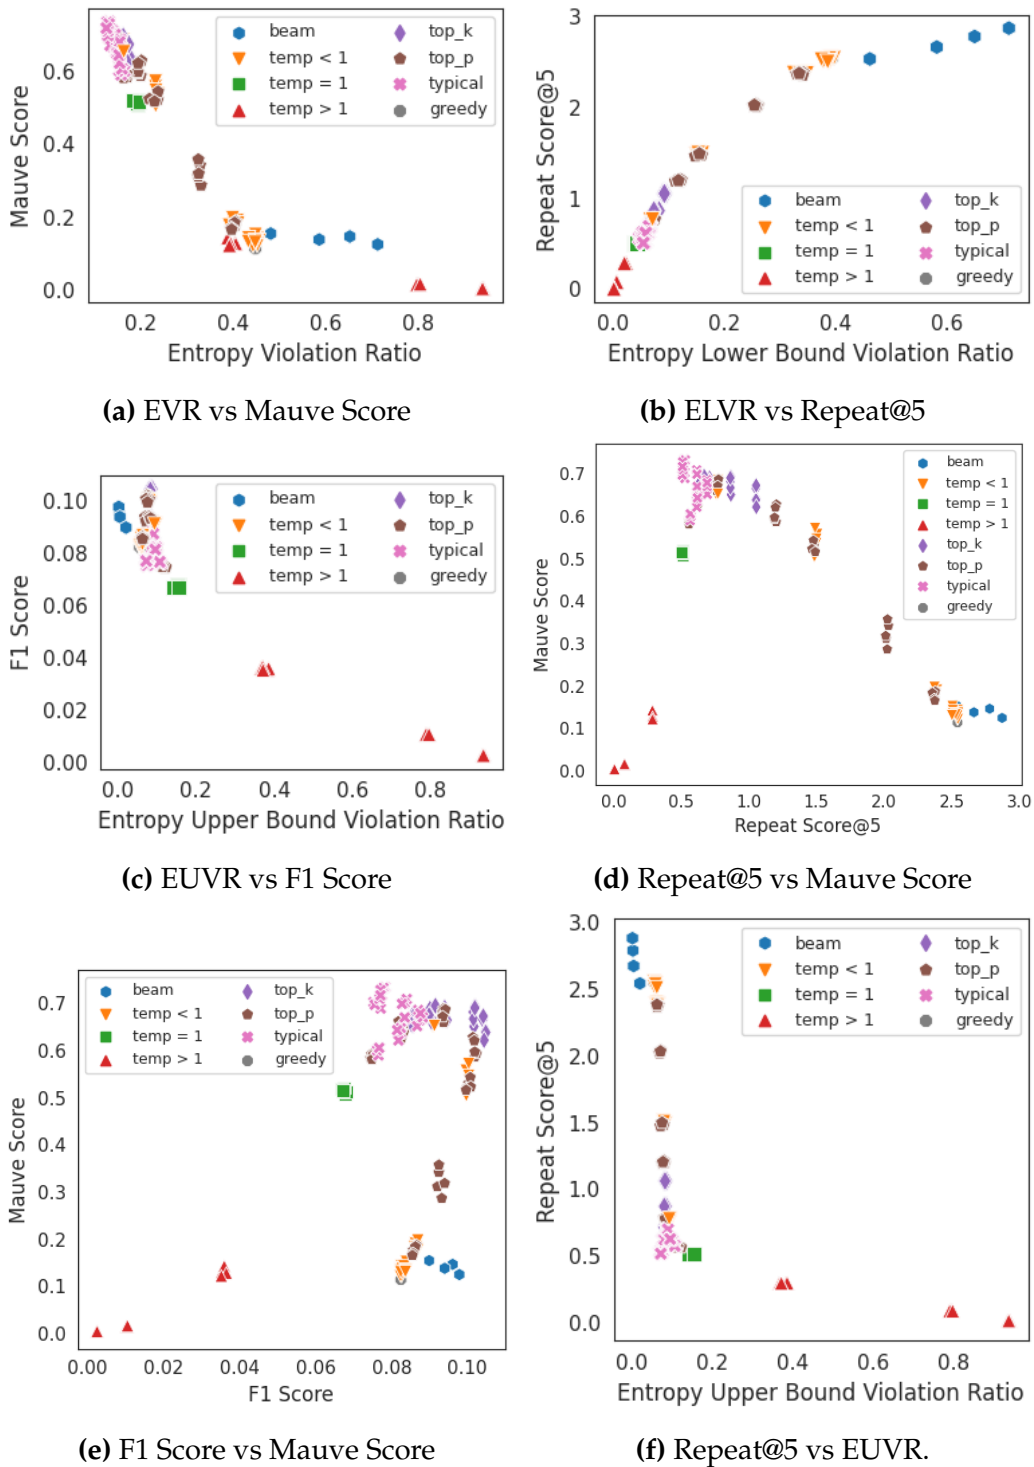 Mauve Score
0.6
0.4
0.2
0.0
beam
temp < 1
temp = 1
temp > 1
top_k
top_p
typical
greedy
0.2 0.4 0.6 0.8
Entropy Violation Ratio
(a) EVR vs Mauve Score
Repeat Score@5
3
2
1
0
beam
temp < 1
temp = 1
temp > 1
top_k
top_p
typical
greedy
0.0 0.2 0.4 0.6
Entropy Lower Bound Violation Ratio
(b) ELVR vs Repeat@5
F1 Score
0.10
0.08
0.06
0.04
0.02
0.00
beam
temp < 1
temp = 1
temp > 1
top_k
top_p
typical
greedy
0.0 0.2 0.4 0.6 0.8
Entropy Upper Bound Violation Ratio
(c) EUVR vs F1 Score
Mauve Score
0.7
0.6
0.5
0.4
0.3
0.2
0.1
0.0
beam
temp < 1
temp = 1
temp > 1
top_k
top_p
typical
greedy
0.0 0.5 1.0 1.5 2.0 2.5 3.0
Repeat Score@5
(d) Repeat@5 vs Mauve Score
Mauve Score
0.7
0.6
0.5
0.4
0.3
0.2
0.1
0.0
beam
temp < 1
temp = 1
temp > 1
top_k
top_p
typical
greedy
0.00 0.02 0.04 0.06 0.08 0.10
F1 Score
(e) F1 Score vs Mauve Score
Repeat Score@5
3.0
2.5
2.0
1.5
1.0
0.5
0.0
beam
temp < 1
temp = 1
temp > 1
top_k
top_p
typical
greedy
0.0 0.2 0.4 0.6 0.8
Entropy Upper Bound Violation Ratio
(f) Repeat@5 vs EUVR.